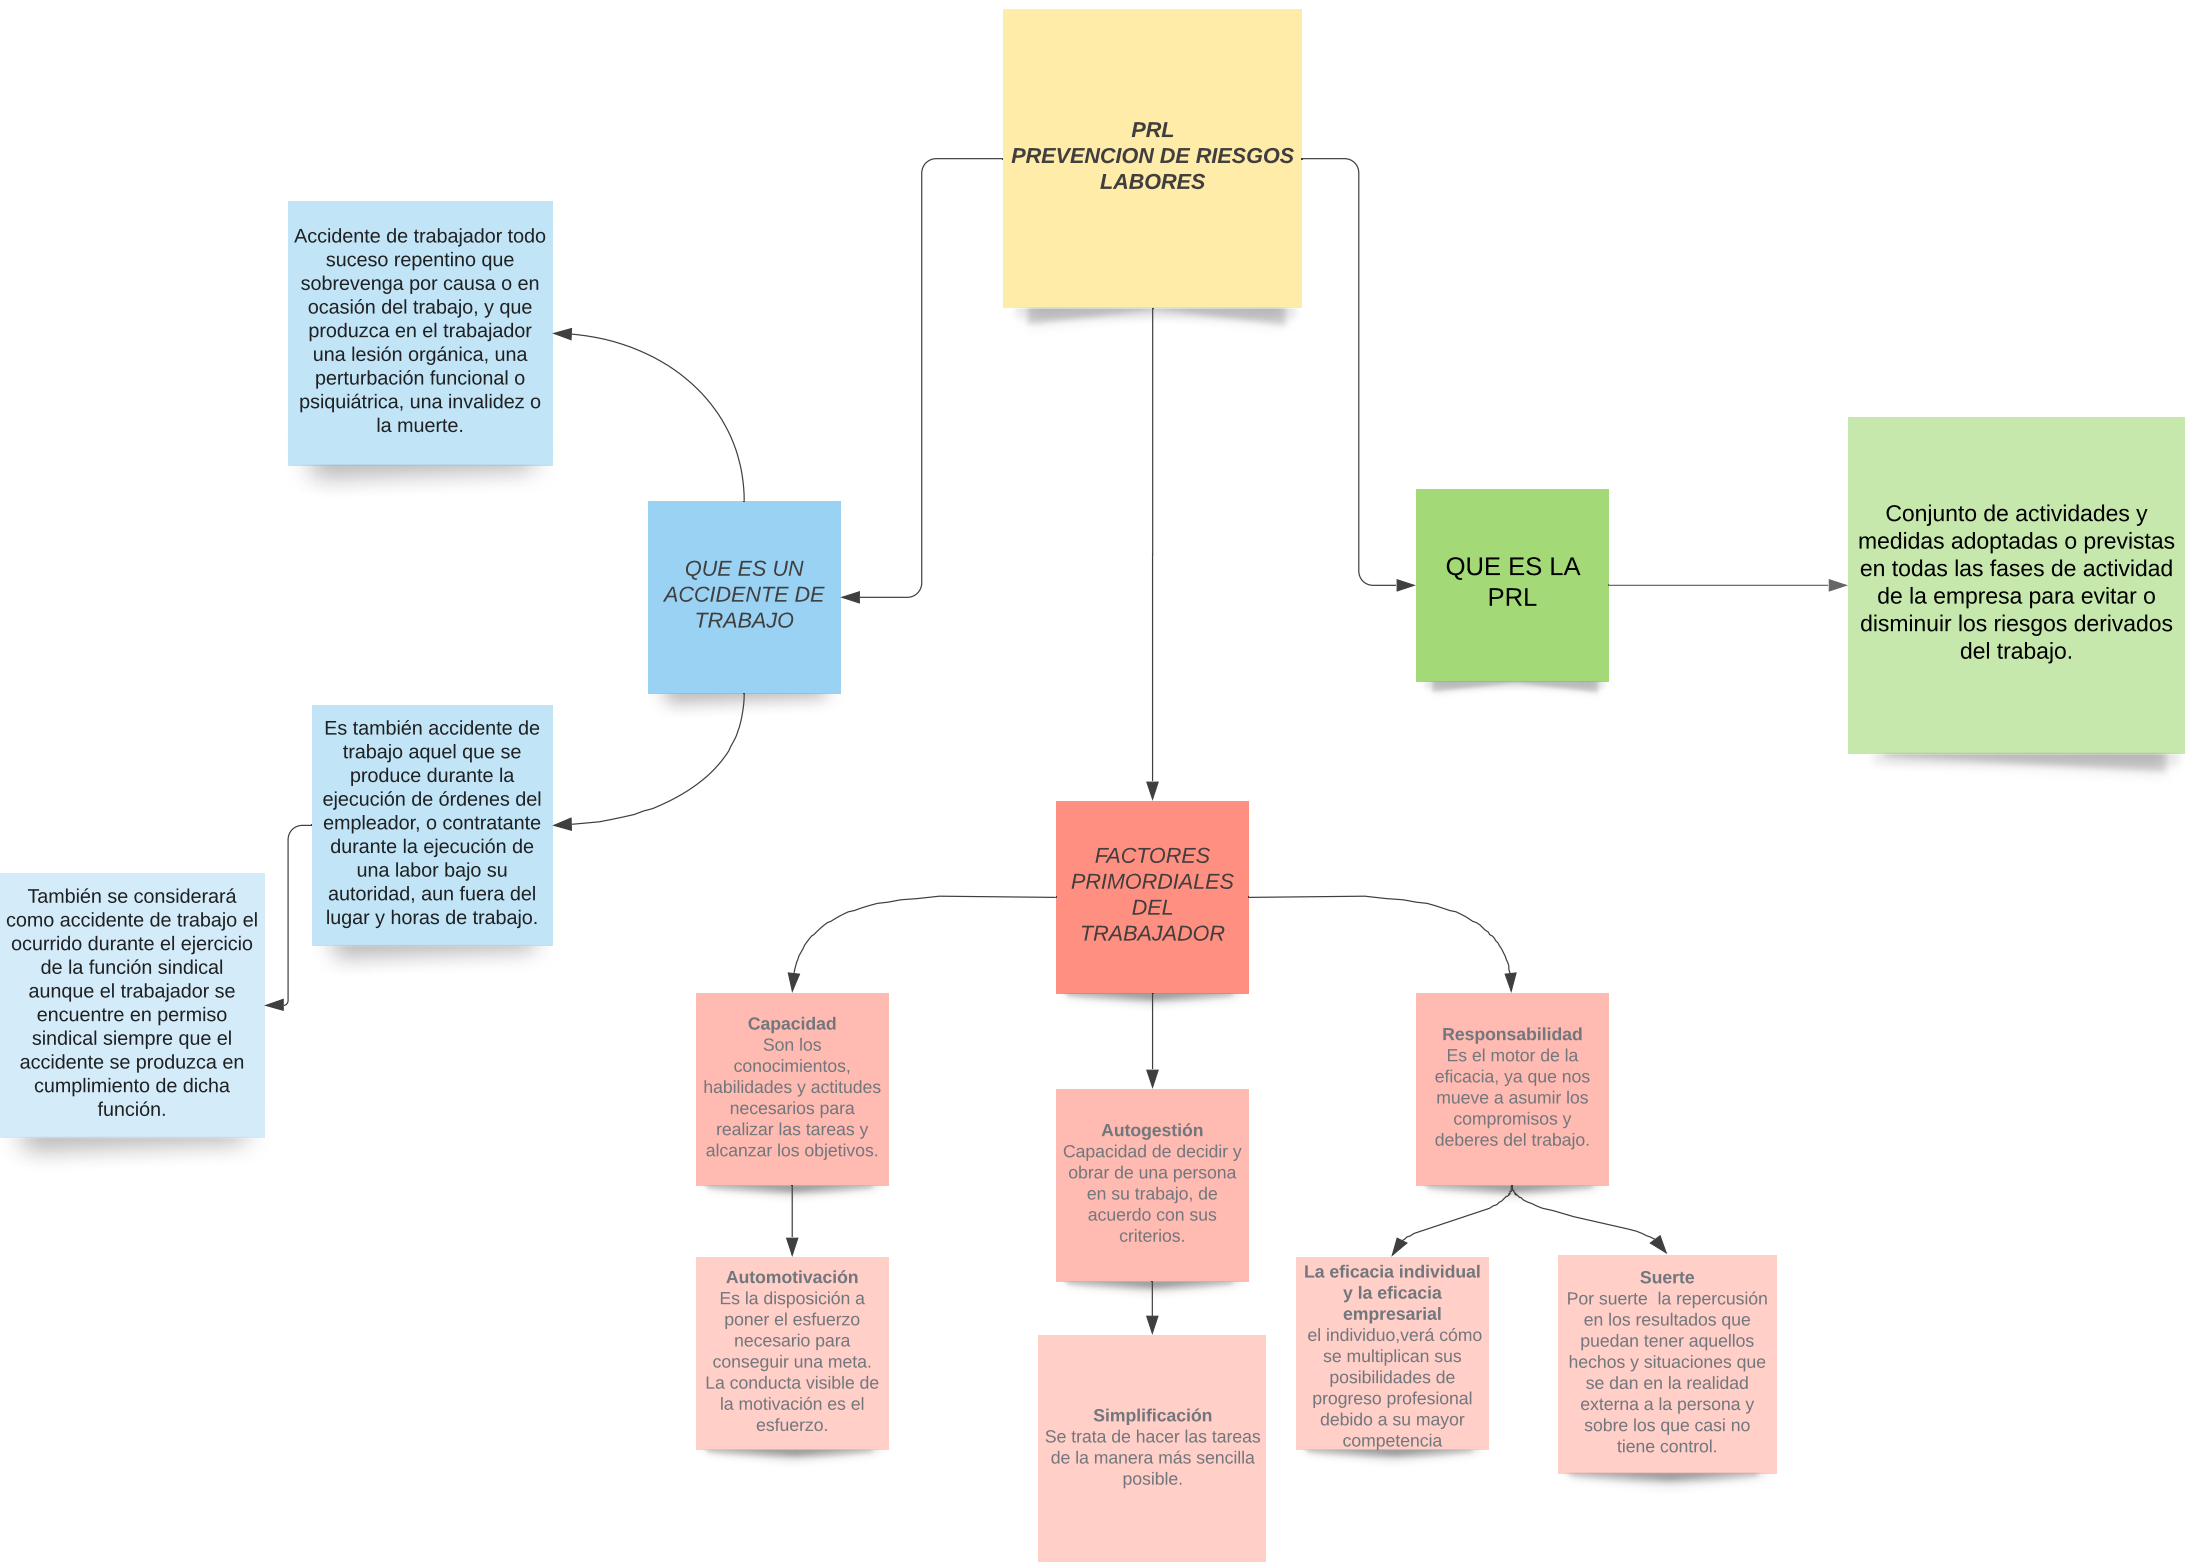 PRL
PREVENCION DE RIESGOS
LABORES
Accidente de trabajador todo
suceso repentino que
sobrevenga por causa o en
ocasión del trabajo, y que
produzca en el trabajador
una lesión orgánica, una
perturbación funcional o
psiquiátrica, una invalidez o
la muerte.
QUE ES UN
ACCIDENTE DE
TRABAJO
QUE ES LA
PRL
Conjunto de actividades y
medidas adoptadas o previstas
en todas las fases de actividad
de la empresa para evitar o
disminuir los riesgos derivados
del trabajo.
Es también accidente de
trabajo aquel que se
produce durante la
ejecución de órdenes del
empleador, o contratante
durante la ejecución de
una labor bajo su
autoridad, aun fuera del
lugar y horas de trabajo.
También se considerará
como accidente de trabajo el
ocurrido durante el ejercicio
de la función sindical
aunque el trabajador se
encuentre en permiso
sindical siempre que el
accidente se produzca en
cumplimiento de dicha
función.
FACTORES
PRIMORDIALES
DEL
TRABAJADOR
Capacidad
Son los
conocimientos,
habilidades y actitudes
necesarios para
realizar las tareas y
alcanzar los objetivos.
Autogestión
Capacidad de decidir y
obrar de una persona
en su trabajo, de
acuerdo con sus
criterios.
Responsabilidad
Es el motor de la
eficacia, ya que nos
mueve a asumir los
compromisos y
deberes del trabajo.
Automotivación
Es la disposición a
poner el esfuerzo
necesario para
conseguir una meta.
La conducta visible de
la motivación es el
esfuerzo.
Simplificación
Se trata de hacer las tareas
de la manera más sencilla
posible.
La eficacia individual
y la eficacia
empresarial
el individuo,verá cómo
se multiplican sus
posibilidades de
progreso profesional
debido a su mayor
competencia
Suerte
Por suerte  la repercusión
en los resultados que
puedan tener aquellos
hechos y situaciones que
se dan en la realidad
externa a la persona y
sobre los que casi no
tiene control.